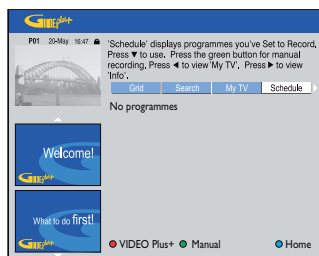 GUIDEplus+
P01 20-May 16:47
'Schedule' displays programmes you've Set to Record.
Press ▼ to use. Press the green button for manual
recording, Press ◀ to view 'My TV'. Press ▶ to view
'Info'.
Grid Search My TV Schedule
No programmes
Welcome!
GUIDEplus+
What to do first!
GUIDEplus+
VIDEO Plus+ Manual Home